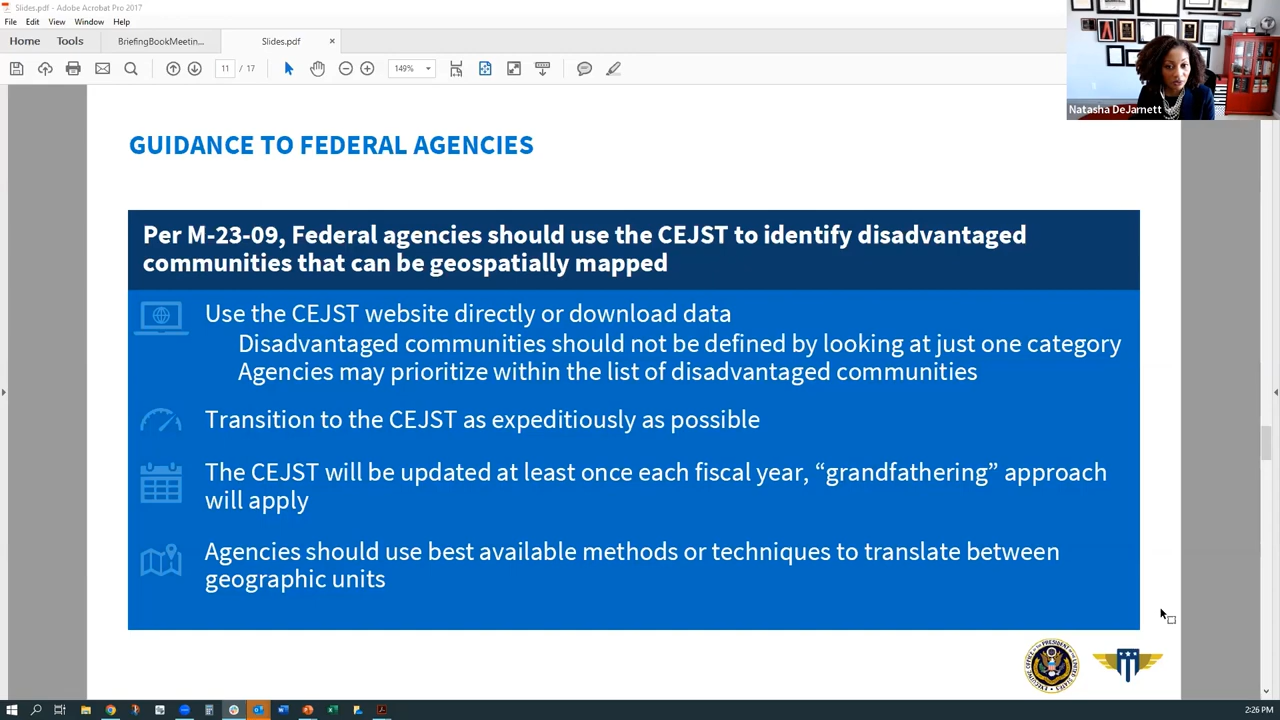 Slides.pdf - Adobe Acrobat Pro 2017
File Edit View Window Help
Home Tools BriefingBookMeetin... Slides.pdf ×
11 / 17 149%
Natasha DeJarnett
GUIDANCE TO FEDERAL AGENCIES
Per M-23-09, Federal agencies should use the CEJST to identify disadvantaged
communities that can be geospatially mapped
Use the CEJST website directly or download data
Disadvantaged communities should not be defined by looking at just one category
Agencies may prioritize within the list of disadvantaged communities
Transition to the CEJST as expeditiously as possible
The CEJST will be updated at least once each fiscal year, “grandfathering” approach
will apply
Agencies should use best available methods or techniques to translate between
geographic units
2:26 PM